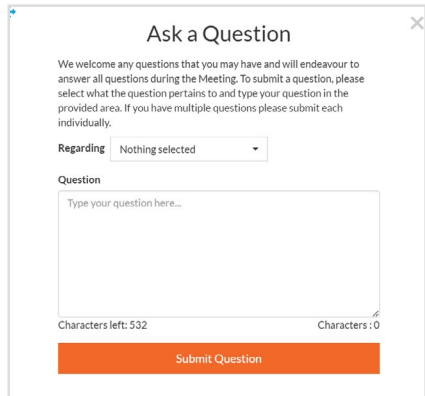 Ask a Question
We welcome any questions that you may have and will endeavour to
answer all questions during the Meeting. To submit a question, please
select what the question pertains to and type your question in the
provided area. If you have multiple questions please submit each
individually.
Regarding Nothing selected
Question
Type your question here...
Characters left: 532 Characters : 0
Submit Question